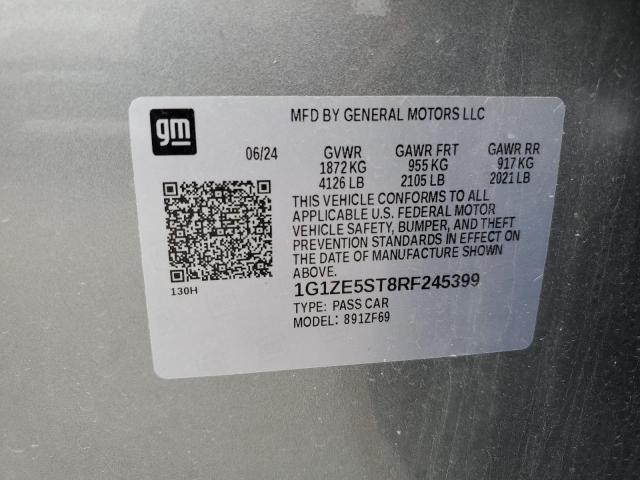 gm
MFD BY GENERAL MOTORS LLC
06/24 GVWR GAWR FRT GAWR RR
1872 KG 955 KG 917 KG
4126 LB 2105 LB 2021 LB
THIS VEHICLE CONFORMS TO ALL
APPLICABLE U.S. FEDERAL MOTOR
VEHICLE SAFETY, BUMPER, AND THEFT
PREVENTION STANDARDS IN EFFECT ON
THE DATE OF MANUFACTURE SHOWN
ABOVE.
130H
1G1ZE5ST8RF245399
TYPE: PASS CAR
MODEL: 891ZF69